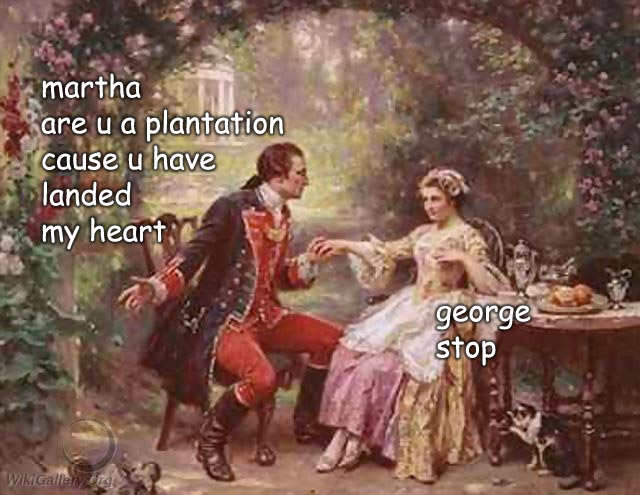 martha
are u a plantation
cause u have
landed
my heart
george
stop
WikiGallery.Org